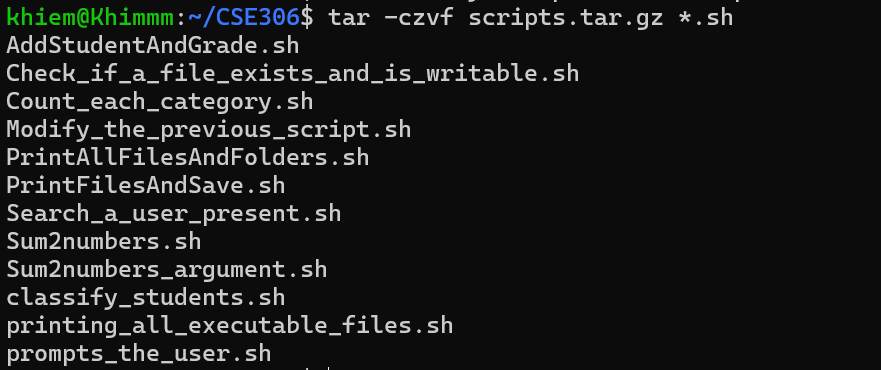 khiem@Khimmm:~/CSE306$ tar -czvf scripts.tar.gz *.sh
AddStudentAndGrade.sh
Check_if_a_file_exists_and_is_writable.sh
Count_each_category.sh
Modify_the_previous_script.sh
PrintAllFilesAndFolders.sh
PrintFilesAndSave.sh
Search_a_user_present.sh
Sum2numbers.sh
Sum2numbers_argument.sh
classify_students.sh
printing_all_executable_files.sh
prompts_the_user.sh